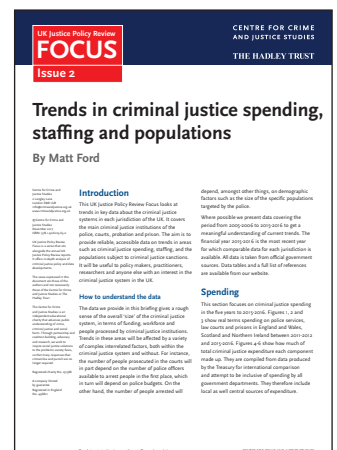 UK Justice Policy Review
FOCUS
Issue 2
CENTRE FOR CRIME
AND JUSTICE STUDIES
THE HADLEY TRUST
Trends in criminal justice spending,
staffing and populations
By Matt Ford
Introduction
This UK Justice Policy Review Focus looks at
trends in key data about the criminal justice
systems in each jurisdiction of the UK. It covers
the main criminal justice institutions of the
police, courts, probation and prison. The aim is to
provide reliable, accessible data on trends in areas
such as criminal justice spending, staffing, and the
populations subject to criminal justice sanctions.
It will be useful to policy makers, practitioners,
researchers and anyone else with an interest in the
criminal justice system in the UK.
How to understand the data
The data we provide in this briefing gives a rough
sense of the overall 'size' of the criminal justice
system, in terms of funding, workforce and
people processed by criminal justice institutions.
Trends in these areas will be affected by a variety
of complex interrelated factors, both within the
criminal justice system and without. For instance,
the number of people prosecuted in the courts will
in part depend on the number of police officers
available to arrest people in the first place, which
in turn will depend on police budgets. On the
other hand, the number of people arrested will
depend, amongst other things, on demographic
factors such as the size of the specific populations
targeted by the police.
Where possible we present data covering the
period from 2005-2006 to 2015-2016 to get a
meaningful understanding of current trends. The
financial year 2015-2016 is the most recent year
for which comparable data for each jurisdiction is
available. All data is taken from official government
sources. Data tables and a full list of references
are available from our website.
Spending
This section focuses on criminal justice spending
in the five years to 2015-2016. Figures 1, 2 and
3 show real terms spending on police services,
law courts and prisons in England and Wales,
Scotland and Northern Ireland between 2011-2012
and 2015-2016. Figures 4-6 show how much of
total criminal justice expenditure each component
made up. They are compiled from data produced
by the Treasury for international comparison
and attempt to be inclusive of spending by all
government departments. They therefore include
local as well central sources of expenditure.